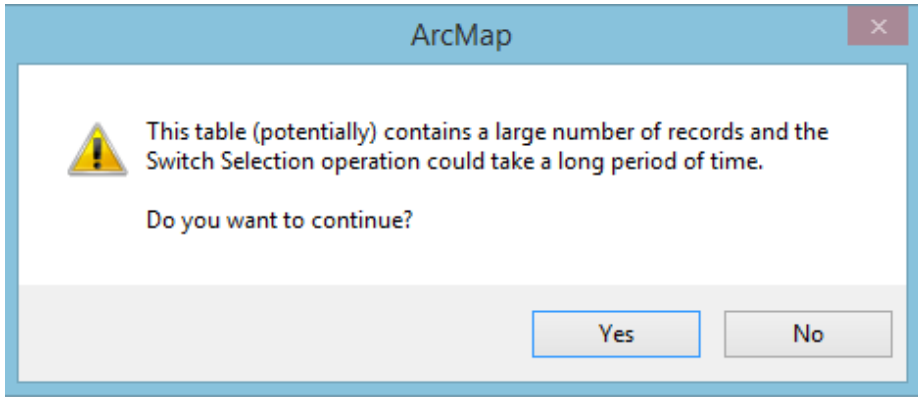 ArcMap
This table (potentially) contains a large number of records and the
Switch Selection operation could take a long period of time.
Do you want to continue?
Yes
No